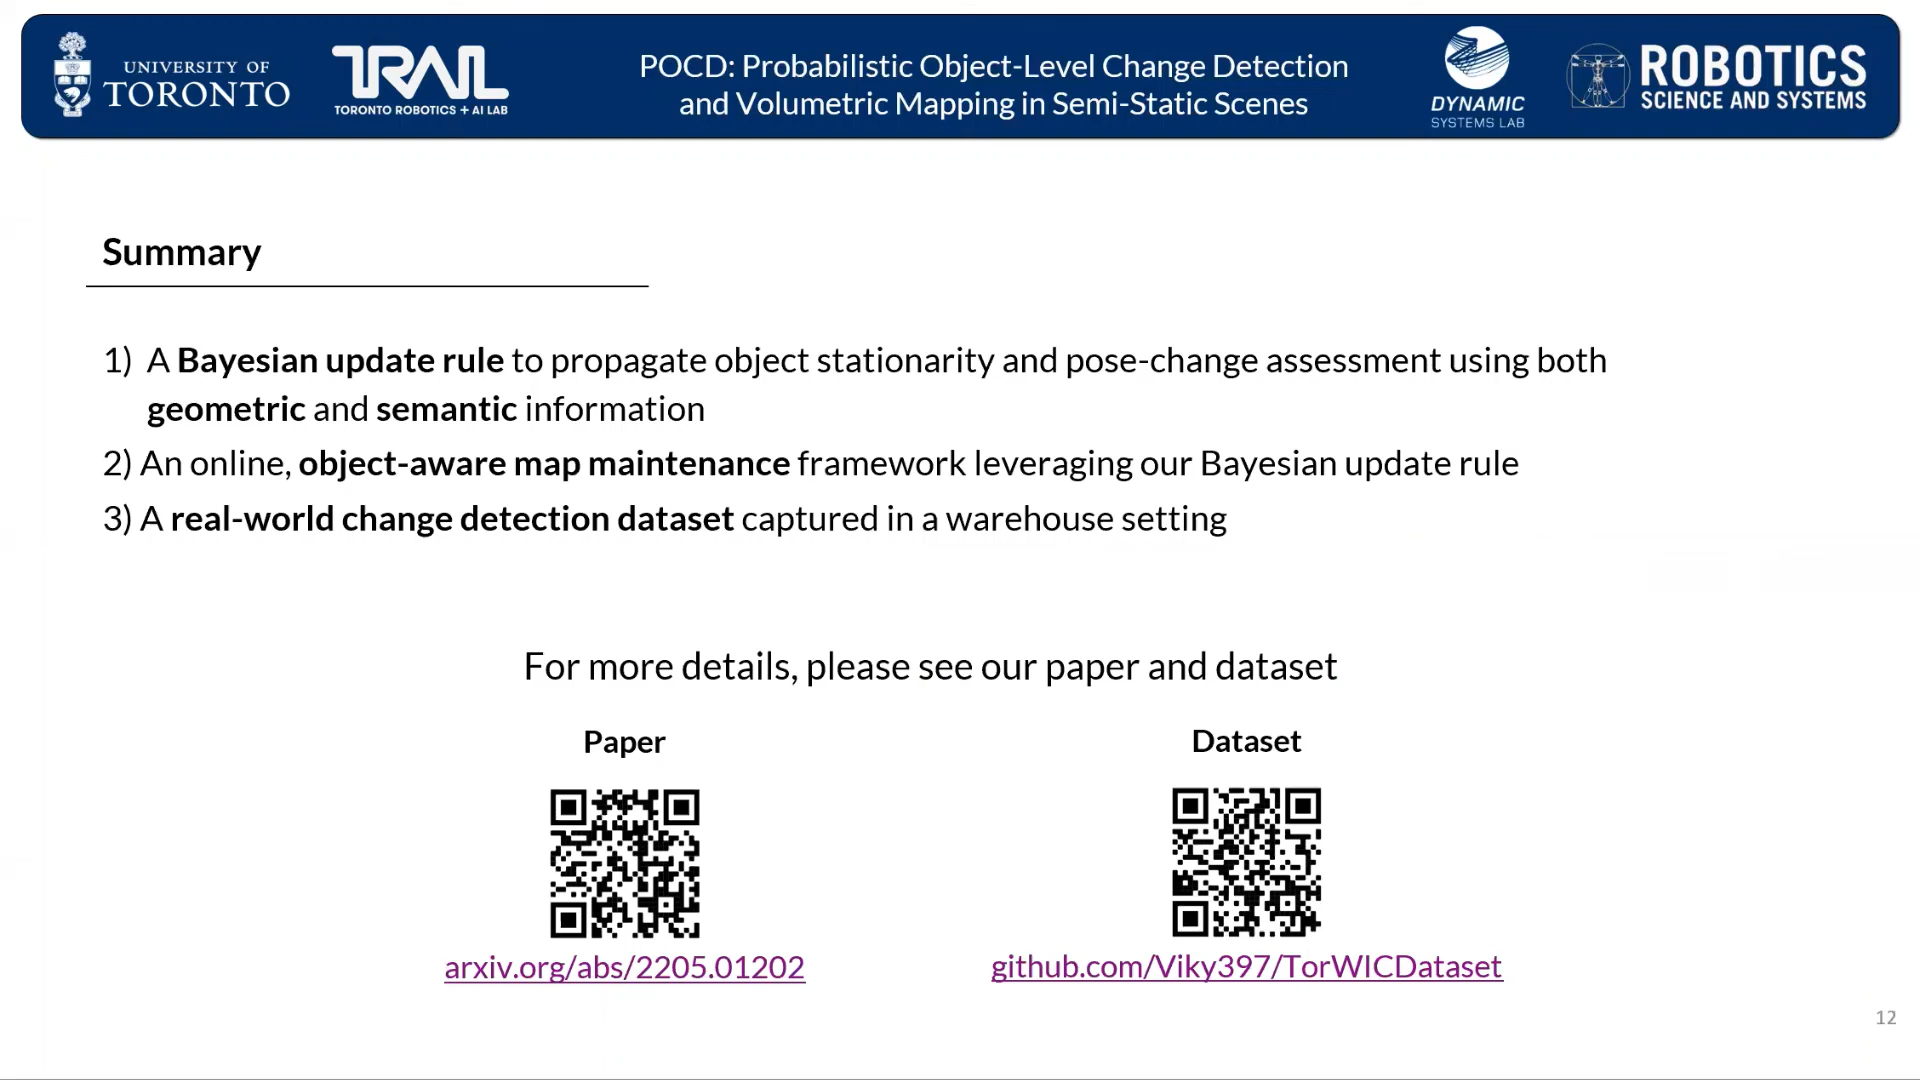 UNIVERSITY OF
TORONTO
TRAIL
TORONTO ROBOTICS + AI LAB
POCD: Probabilistic Object-Level Change Detection
and Volumetric Mapping in Semi-Static Scenes
DYNAMIC
SYSTEMS LAB
ROBOTICS
SCIENCE AND SYSTEMS
Summary
1) A Bayesian update rule to propagate object stationarity and pose-change assessment using both
geometric and semantic information
2) An online, object-aware map maintenance framework leveraging our Bayesian update rule
3) A real-world change detection dataset captured in a warehouse setting
For more details, please see our paper and dataset
Paper
Dataset
arxiv.org/abs/2205.01202
github.com/Viky397/TorWICDataset
12